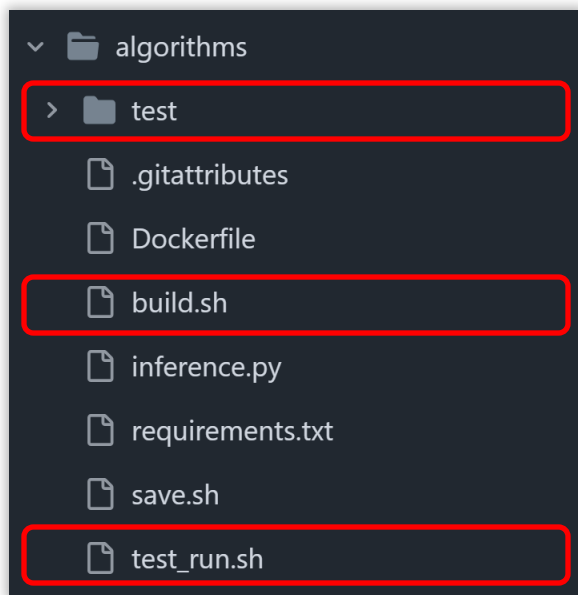 algorithms
test
.gitattributes
Dockerfile
build.sh
inference.py
requirements.txt
save.sh
test_run.sh